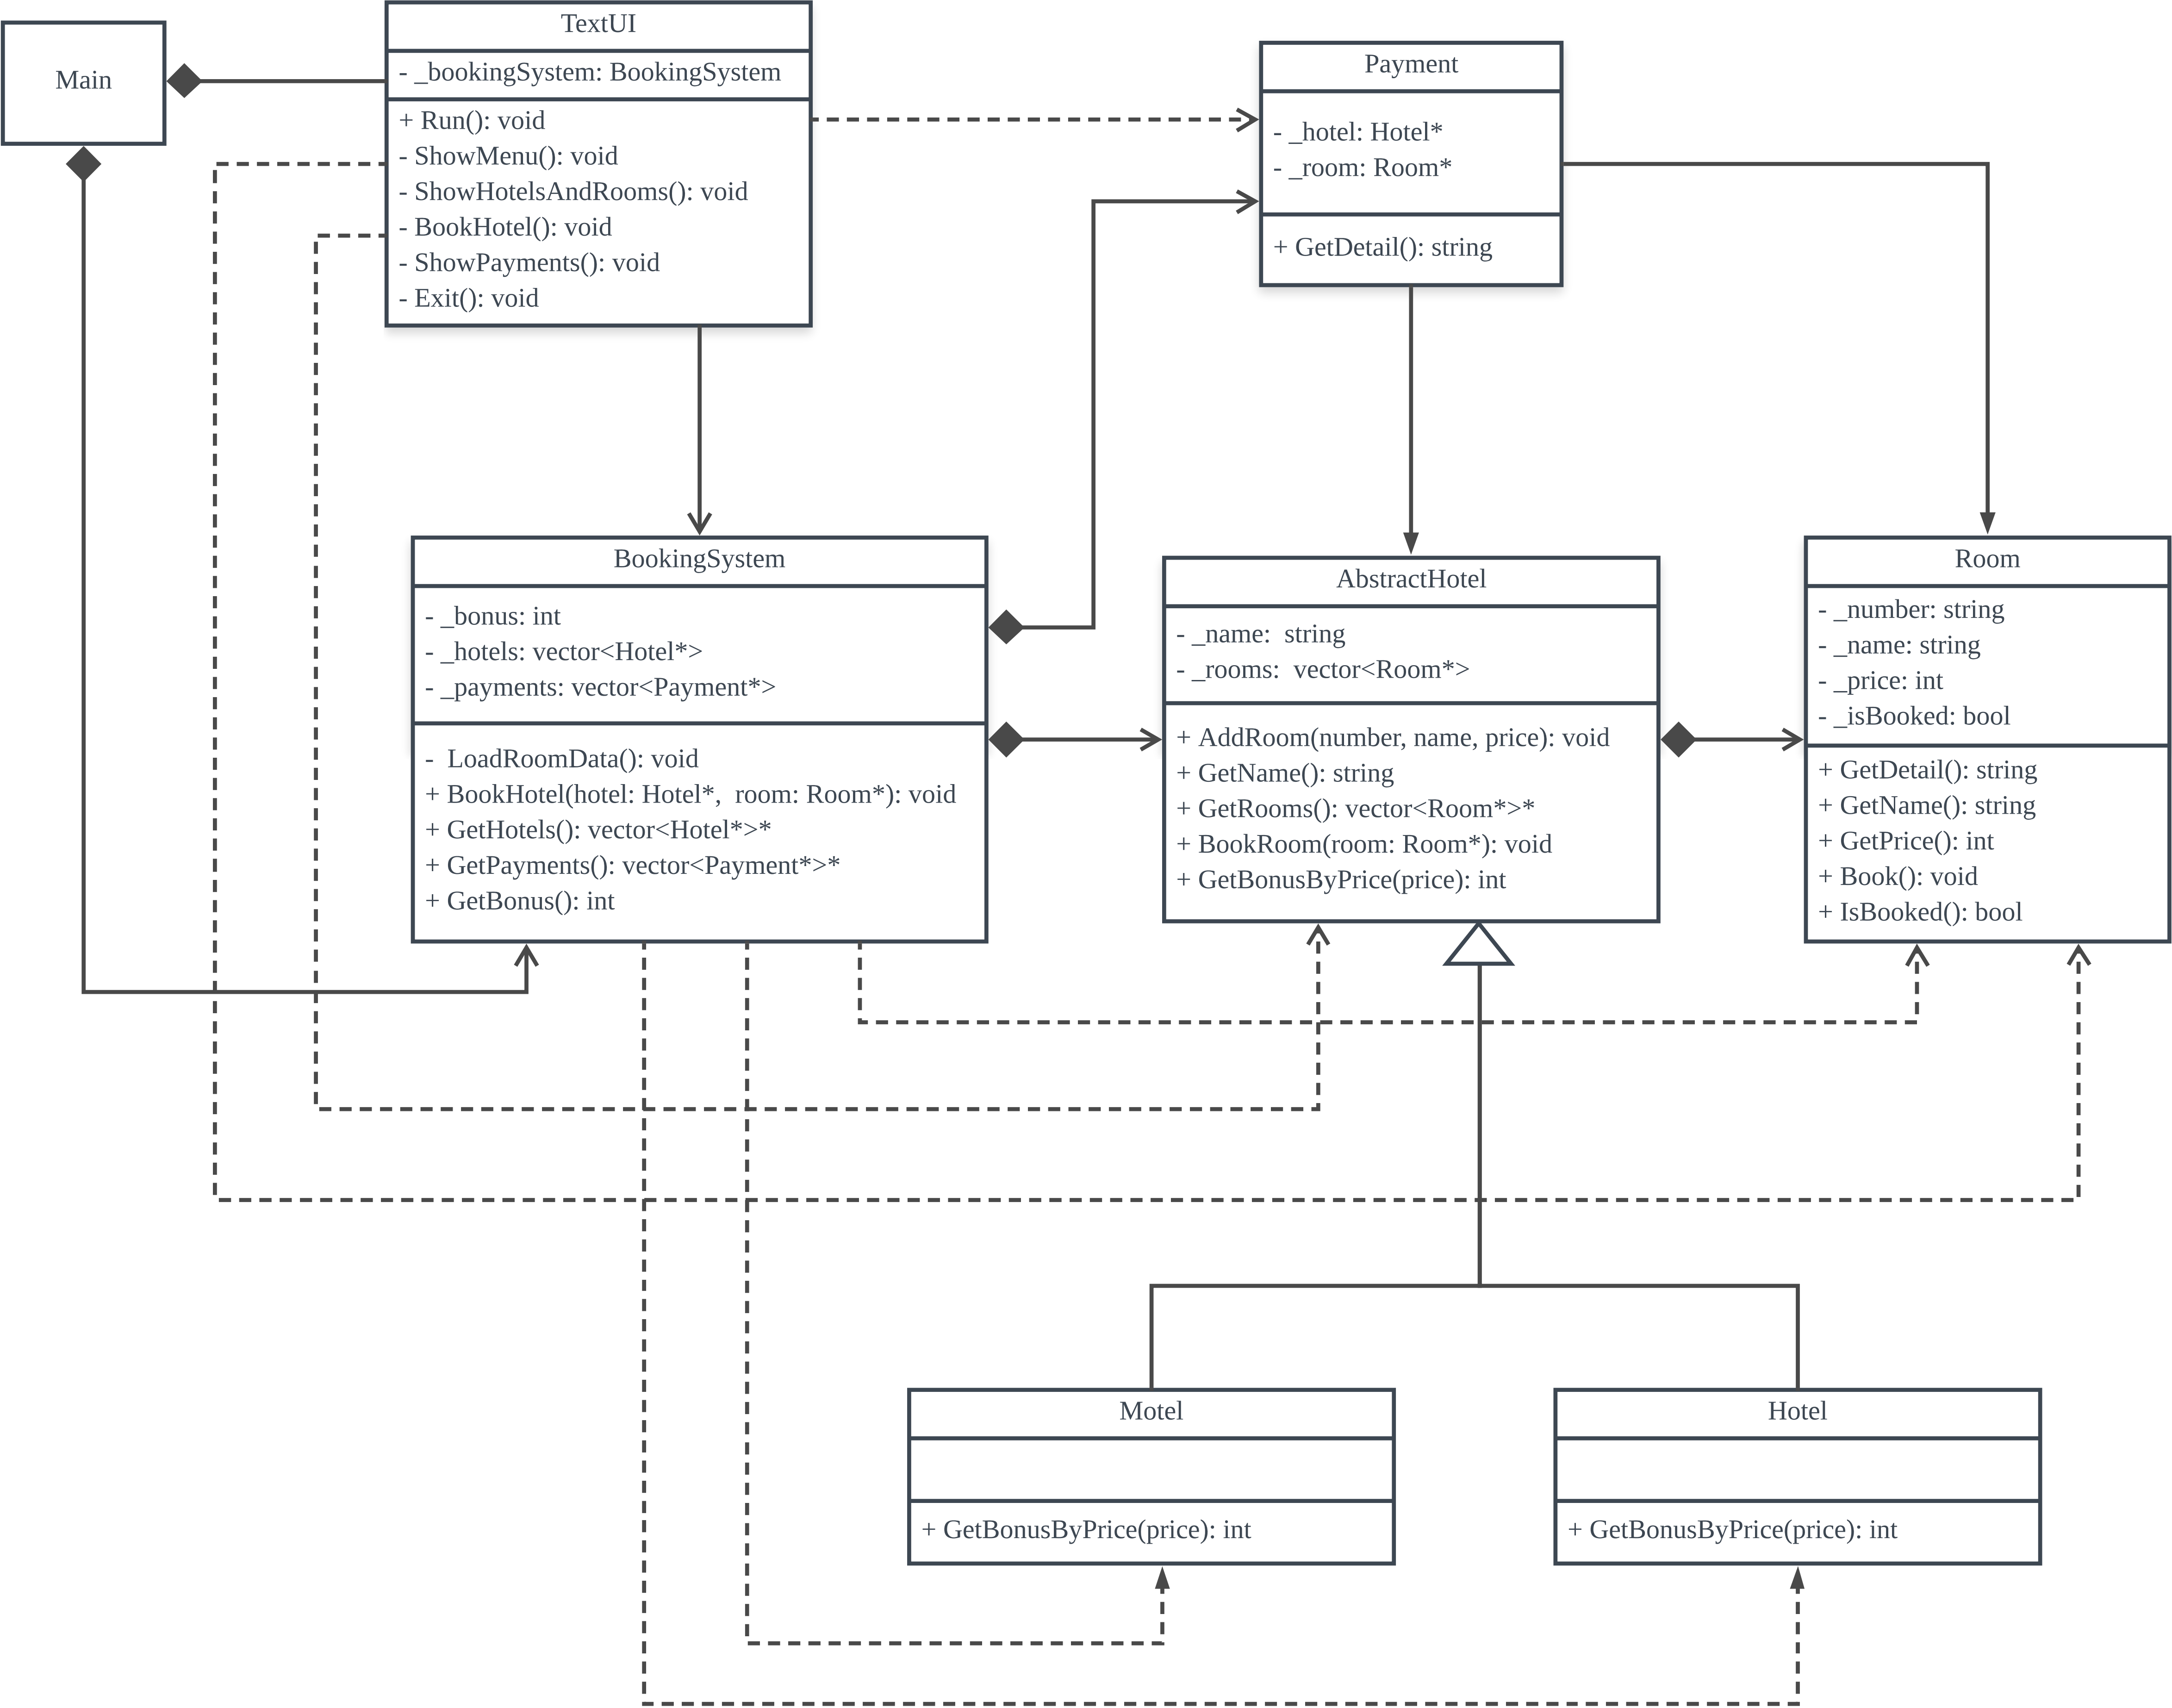 Main
TextUI
- _bookingSystem: BookingSystem
+ Run(): void
- ShowMenu(): void
- ShowHotelsAndRooms(): void
- BookHotel(): void
- ShowPayments(): void
- Exit(): void
Payment
- _hotel: Hotel*
- _room: Room*
+ GetDetail(): string
BookingSystem
- _bonus: int
- _hotels: vector<Hotel*>
- _payments: vector<Payment*>
-  LoadRoomData(): void
+ BookHotel(hotel: Hotel*,  room: Room*): void
+ GetHotels(): vector<Hotel*>*
+ GetPayments(): vector<Payment*>*
+ GetBonus(): int
AbstractHotel
- _name:  string
- _rooms:  vector<Room*>
+ AddRoom(number, name, price): void
+ GetName(): string
+ GetRooms(): vector<Room*>*
+ BookRoom(room: Room*): void
+ GetBonusByPrice(price): int
Room
- _number: string
- _name: string
- _price: int
- _isBooked: bool
+ GetDetail(): string
+ GetName(): string
+ GetPrice(): int
+ Book(): void
+ IsBooked(): bool
Motel
+ GetBonusByPrice(price): int
Hotel
+ GetBonusByPrice(price): int